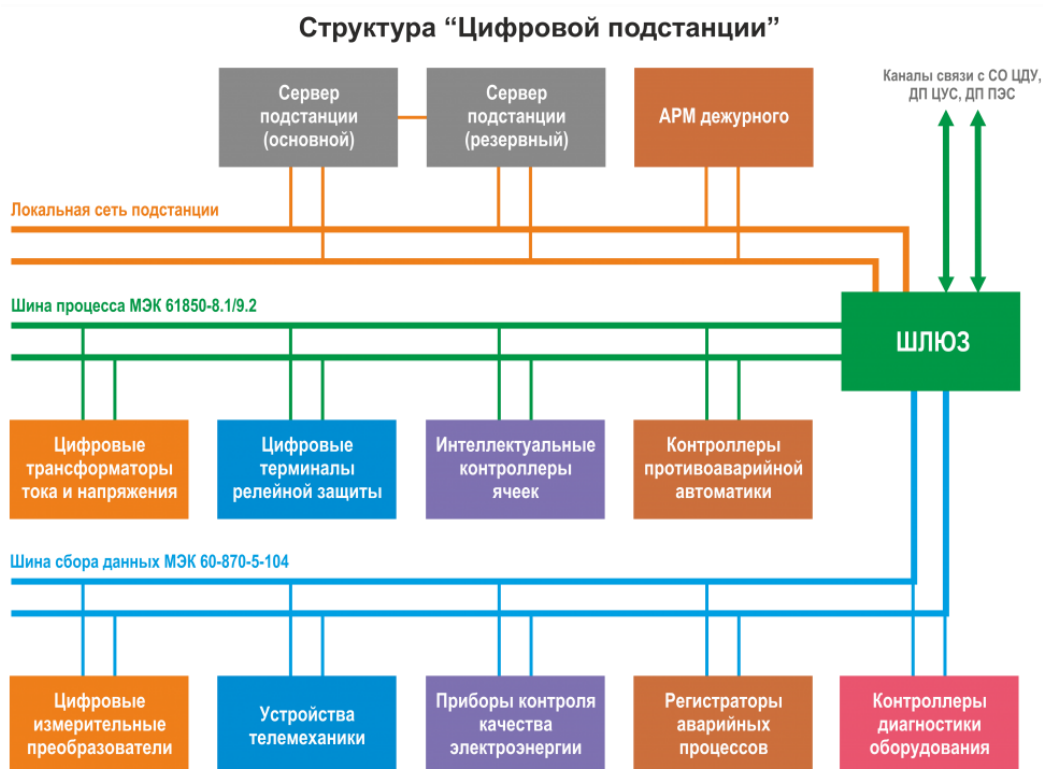 Структура “Цифровой подстанции”
Сервер
подстанции
(основной)
Сервер
подстанции
(резервный)
АРМ дежурного
Каналы связи с СО ЦДУ,
ДП ЦУС, ДП ПЭС
Локальная сеть подстанции
Шина процесса МЭК 61850-8.1/9.2
ШЛЮЗ
Цифровые
трансформаторы
тока и напряжения
Цифровые
терминалы
релейной защиты
Интеллектуальные
контроллеры
ячеек
Контроллеры
противоаварийной
автоматики
Шина сбора данных МЭК 60-870-5-104
Цифровые
измерительные
преобразователи
Устройства
телемеханики
Приборы контроля
качества
электроэнергии
Регистраторы
аварийных
процессов
Контроллеры
диагностики
оборудования